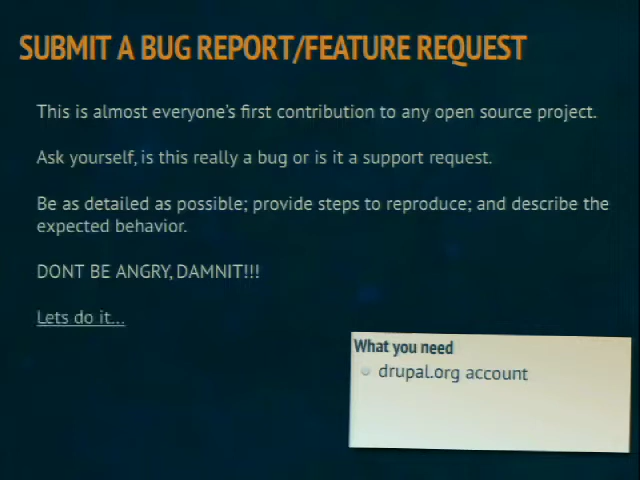 SUBMIT A BUG REPORT/FEATURE REQUEST
This is almost everyone's first contribution to any open source project.
Ask yourself, is this really a bug or is it a support request.
Be as detailed as possible; provide steps to reproduce; and describe the
expected behavior.
DONT BE ANGRY, DAMNIT!!!
Lets do it...
What you need
drupal.org account